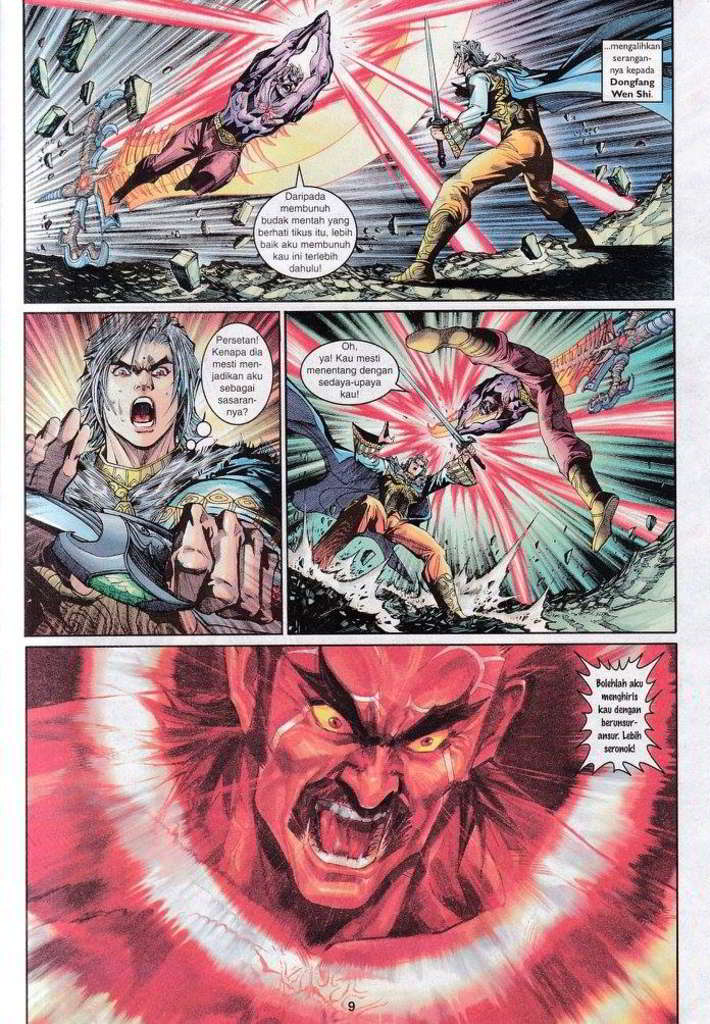 ...mengalihkan
serangan-
nya kepada
Dongfang
Wen Shi.
Daripada
membunuh
budak mentah yang
berhati tikus itu, lebih
baik aku membunuh
kau ini terlebih
dahulu!
Persetan!
Kenapa dia
mesti men-
jadikan aku
sebagai
sasaran-
nya?
Oh,
ya! Kau mesti
menentang dengan
sedaya-upaya
kau!
Bolehlah aku
menghiris
kau dengan
berunsur-
ansur. Lebih
seronok!
9